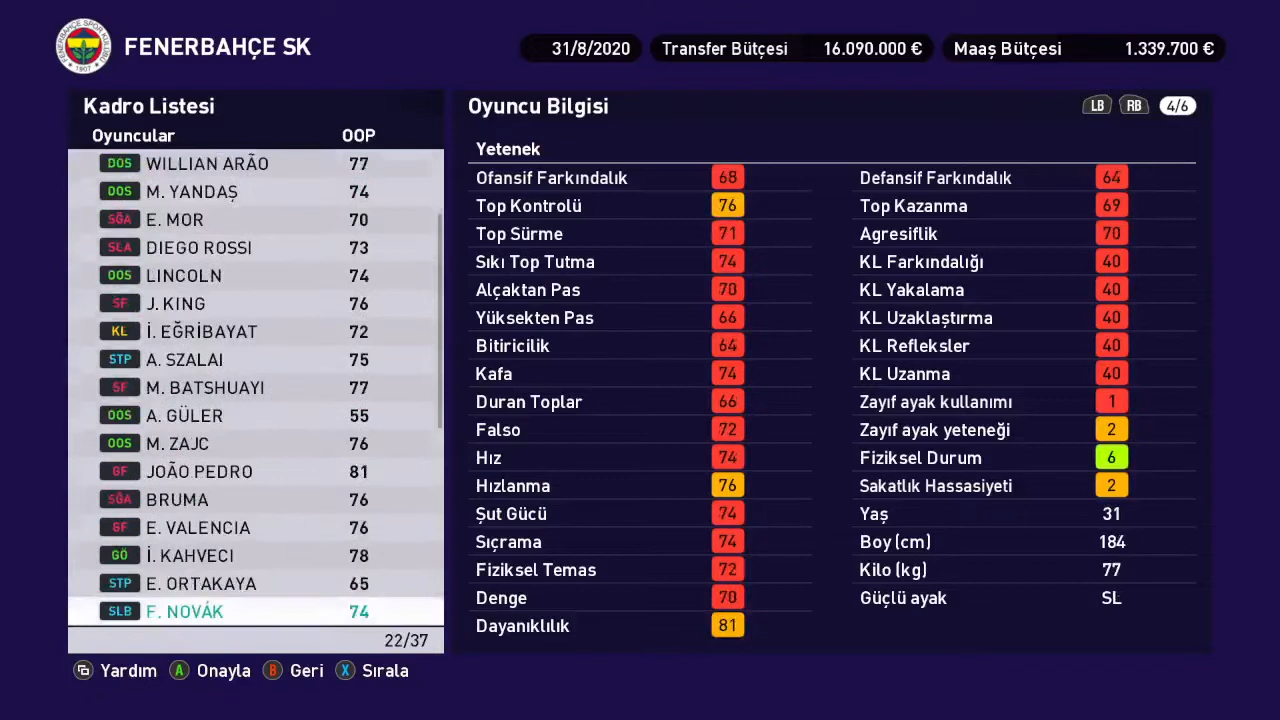 FENERBAHÇE SPOR KULÜBÜ
1907
FENERBAHÇE SK
31/8/2020 Transfer Bütçesi 16.090.000 € Maaş Bütçesi 1.339.700 €
Kadro Listesi
Oyuncular OOP
DOS WILLIAN ARÃO 77
DOS M. YANDAŞ 74
SĞA E. MOR 70
SLA DIEGO ROSSI 73
OOS LINCOLN 74
SF J. KING 76
KL İ. EĞRİBAYAT 72
STP A. SZALAI 75
SF M. BATSHUAYI 77
OOS A. GÜLER 55
OOS M. ZAJC 76
GF JOÃO PEDRO 81
SĞA BRUMA 76
GF E. VALENCIA 76
GÖ İ. KAHVECI 78
STP E. ORTAKAYA 65
SLB F. NOVÁK 74
22/37
Oyuncu Bilgisi LB RB 4/6
Yetenek
Ofansif Farkındalık 68 Defansif Farkındalık 64
Top Kontrolü 76 Top Kazanma 69
Top Sürme 71 Agresiflik 70
Sıkı Top Tutma 74 KL Farkındalığı 40
Alçaktan Pas 70 KL Yakalama 40
Yüksekten Pas 66 KL Uzaklaştırma 40
Bitiricilik 64 KL Refleksler 40
Kafa 74 KL Uzanma 40
Duran Toplar 66 Zayıf ayak kullanımı 1
Falso 72 Zayıf ayak yeteneği 2
Hız 74 Fiziksel Durum 6
Hızlanma 76 Sakatlık Hassasiyeti 2
Şut Gücü 74 Yaş 31
Sıçrama 74 Boy (cm) 184
Fiziksel Temas 72 Kilo (kg) 77
Denge 70 Güçlü ayak SL
Dayanıklılık 81
Yardım A Onayla B Geri X Sırala